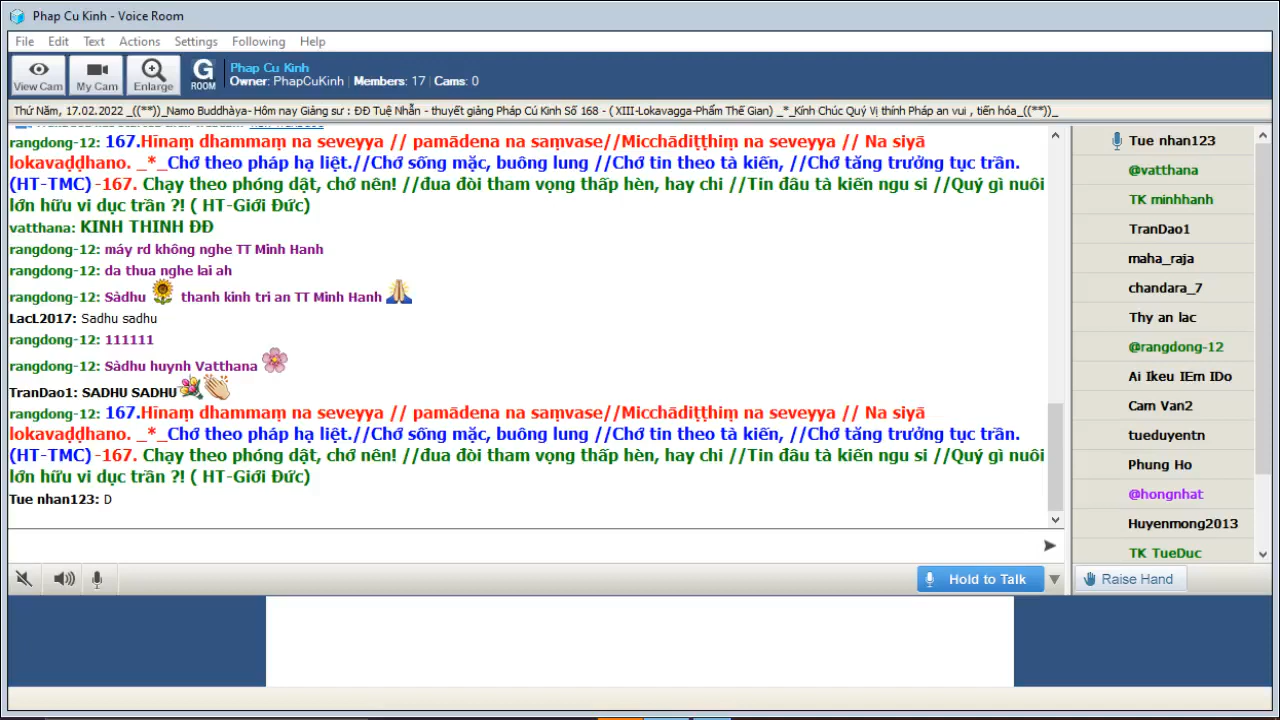 Phap Cu Kinh - Voice Room
File Edit Text Actions Settings Following Help
View Cam My Cam Enlarge G ROOM
Phap Cu Kinh
Owner: PhapCuKinh Members: 17 Cams: 0
Thứ Năm, 17.02.2022 _((**))_Namo Buddhàya- Hôm nay Giảng sư : ĐĐ Tuệ Nhẫn - thuyết giảng Pháp Cú Kinh Số 168 - ( XIII-Lokavagga-Phẩm Thế Gian) _*_Kính Chúc Quý Vị thính Pháp an vui , tiến hóa_((**))_
rangdong-12: 167.Hīnaṃ dhammaṃ na seveyya // pamādena na saṃvase//Micchādiṭṭhiṃ na seveyya // Na siyā
lokavaḍḍhano. _*_Chớ theo pháp hạ liệt.//Chớ sống mặc, buông lung //Chớ tin theo tà kiến, //Chớ tăng trưởng tục trần.
(HT-TMC) -167. Chạy theo phóng dật, chớ nên! //đua đòi tham vọng thấp hèn, hay chi //Tin đâu tà kiến ngu si //Quý gì nuôi
lớn hữu vi dục trần ?! ( HT-Giới Đức)
vatthana: KINH THINH ĐĐ
rangdong-12: máy rd không nghe TT Minh Hanh
rangdong-12: da thua nghe lai ah
rangdong-12: Sàdhu thanh kinh tri an TT Minh Hanh
LacL2017: Sadhu sadhu
rangdong-12: 111111
rangdong-12: Sàdhu huynh Vatthana
TranDao1: SADHU SADHU
rangdong-12: 167.Hīnaṃ dhammaṃ na seveyya // pamādena na saṃvase//Micchādiṭṭhiṃ na seveyya // Na siyā
lokavaḍḍhano. _*_Chớ theo pháp hạ liệt.//Chớ sống mặc, buông lung //Chớ tin theo tà kiến, //Chớ tăng trưởng tục trần.
(HT-TMC) -167. Chạy theo phóng dật, chớ nên! //đua đòi tham vọng thấp hèn, hay chi //Tin đâu tà kiến ngu si //Quý gì nuôi
lớn hữu vi dục trần ?! ( HT-Giới Đức)
Tue nhan123: D
Hold to Talk
Tue nhan123
@vatthana
TK minhhanh
TranDao1
maha_raja
chandara_7
Thy an lac
@rangdong-12
Ai Ikeu IEm IDo
Cam Van2
tueduyentn
Phung Ho
@hongnhat
Huyenmong2013
TK TueDuc
Raise Hand